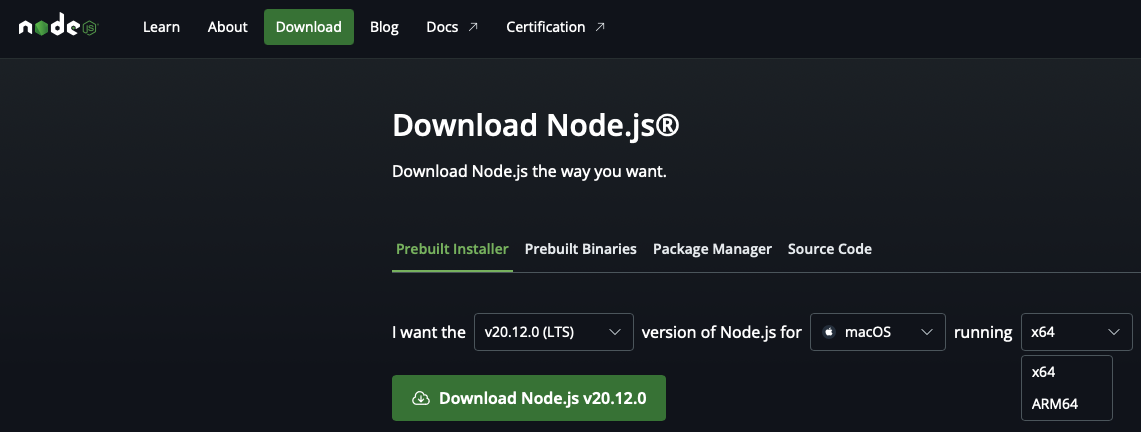 node JS
Learn About Download Blog Docs ↗ Certification ↗
Download Node.js®
Download Node.js the way you want.
Prebuilt Installer Prebuilt Binaries Package Manager Source Code
I want the v20.12.0 (LTS) version of Node.js for macOS running x64
x64
Download Node.js v20.12.0
ARM64